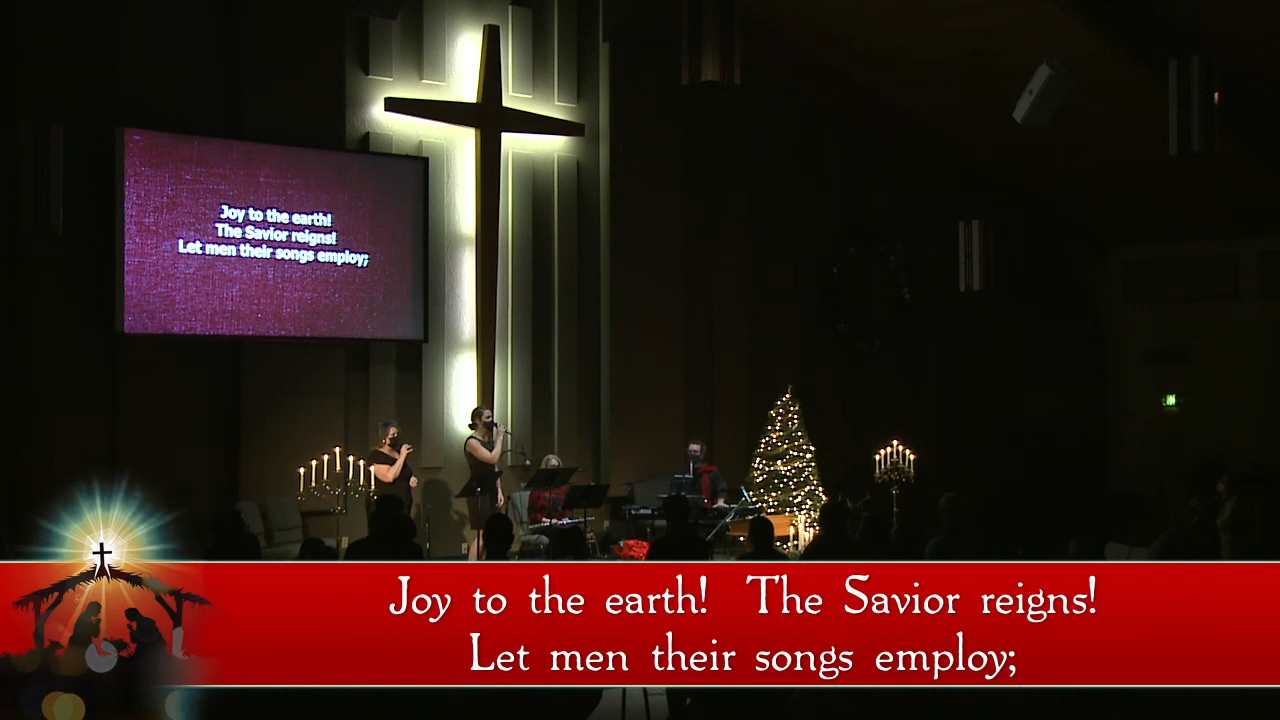 Joy to the earth!
The Savior reigns!
Let men their songs employ;
Joy to the earth! The Savior reigns!
Let men their songs employ;